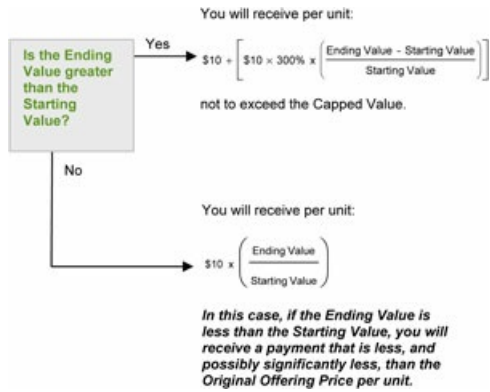 You will receive per unit:
Is the Ending
Value greater
than the
Starting
Value?
Yes
$10 + [ $10 × 300% x ( Ending Value – Starting Value
Starting Value ) ]
not to exceed the Capped Value.
No
You will receive per unit:
$10 x ( Ending Value
Starting Value )
In this case, if the Ending Value is
less than the Starting Value, you will
receive a payment that is less, and
possibly significantly less, than the
Original Offering Price per unit.